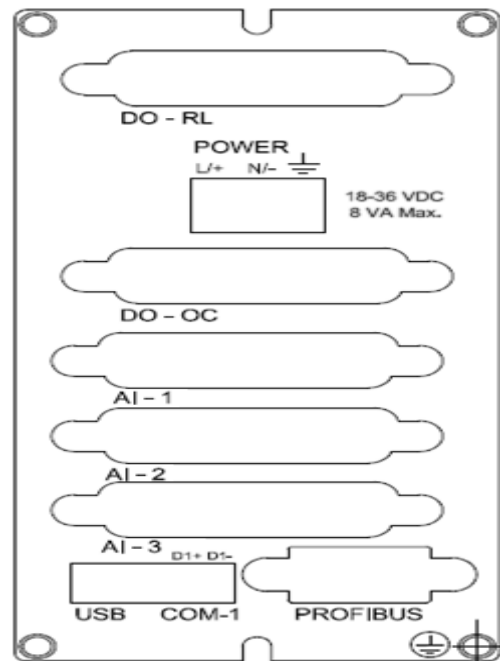 DO - RL
POWER
L/+ N/-
18-36 VDC
8 VA Max.
DO - OC
AI - 1
AI - 2
AI - 3 D1+ D1-
USB COM-1 PROFIBUS